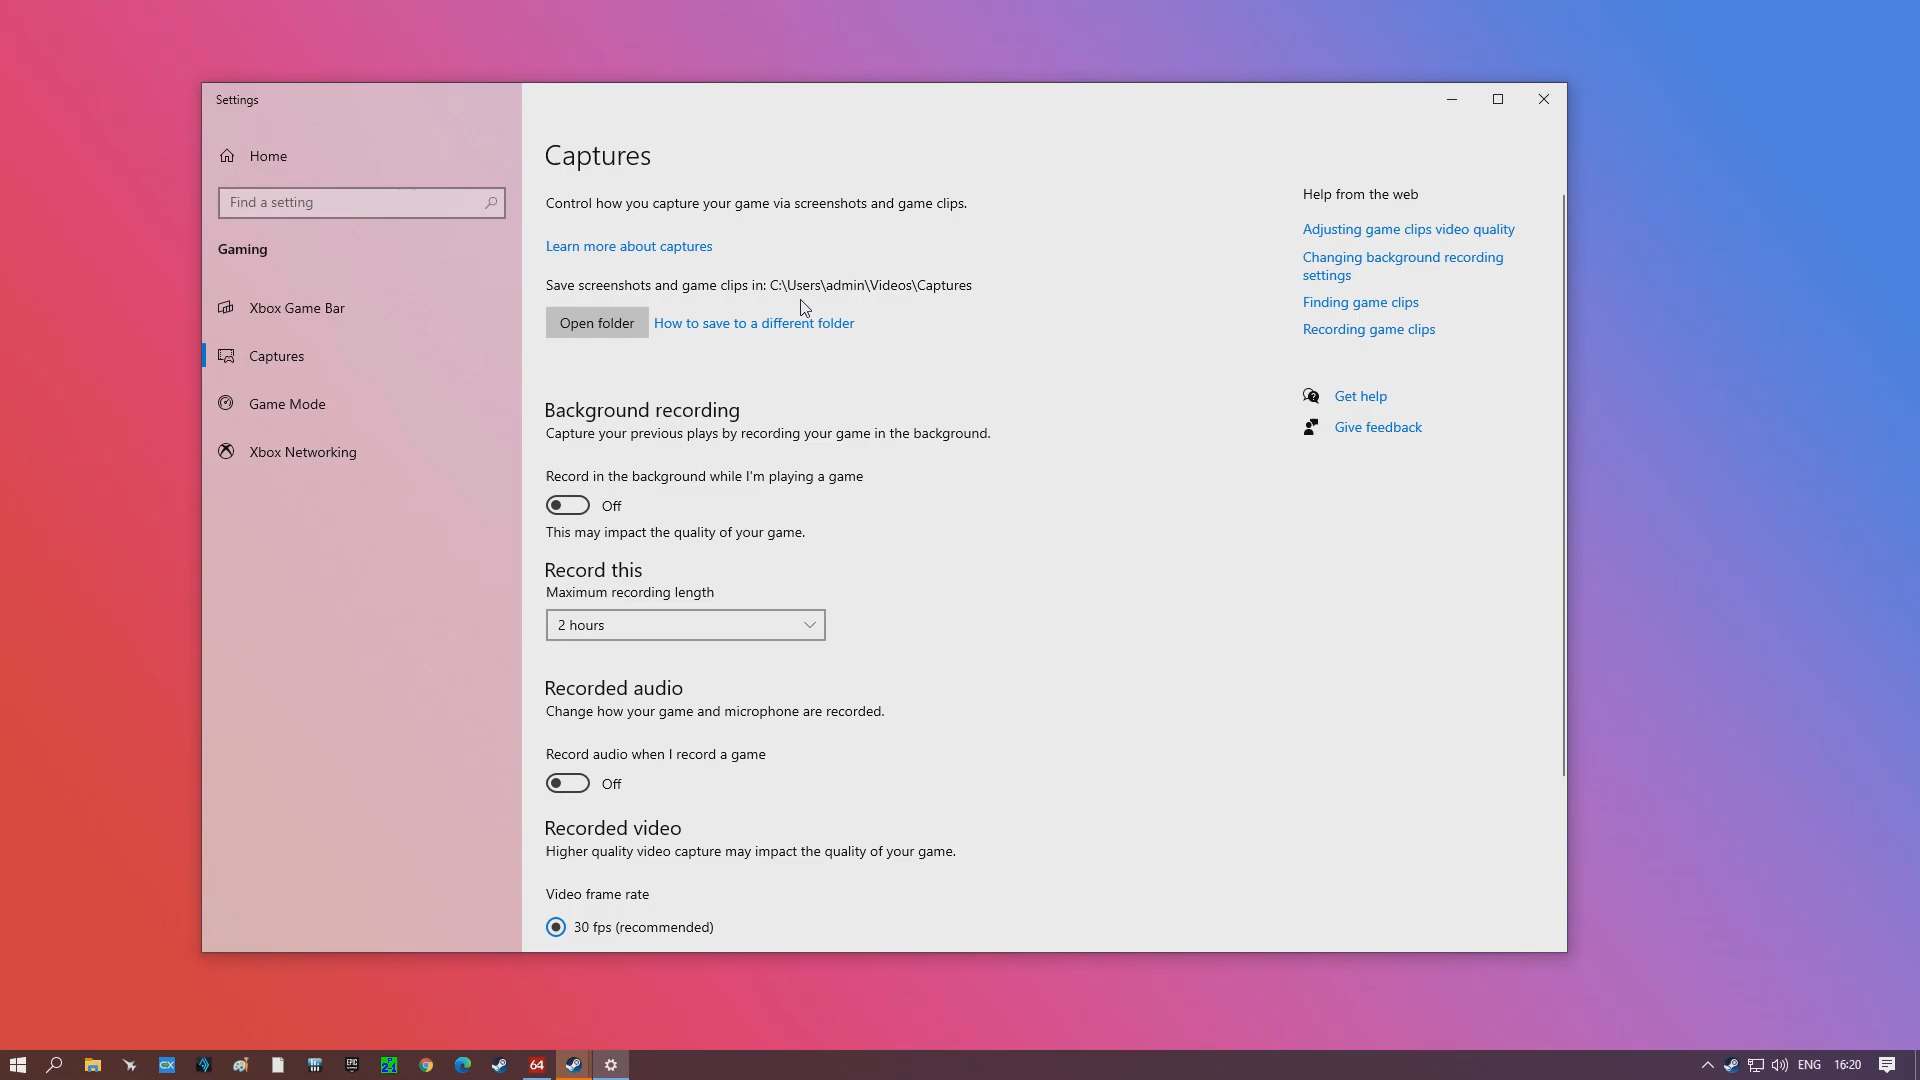 Settings
Home
Find a setting
Gaming
Xbox Game Bar
Captures
Game Mode
Xbox Networking
Captures
Control how you capture your game via screenshots and game clips.
Learn more about captures
Save screenshots and game clips in: C:\Users\admin\Videos\Captures
Open folder
How to save to a different folder
Background recording
Capture your previous plays by recording your game in the background.
Record in the background while I'm playing a game
Off
This may impact the quality of your game.
Record this
Maximum recording length
2 hours
Recorded audio
Change how your game and microphone are recorded.
Record audio when I record a game
Off
Recorded video
Higher quality video capture may impact the quality of your game.
Video frame rate
30 fps (recommended)
Help from the web
Adjusting game clips video quality
Changing background recording
settings
Finding game clips
Recording game clips
Get help
Give feedback
CX
EPIC
64
ENG
16:20